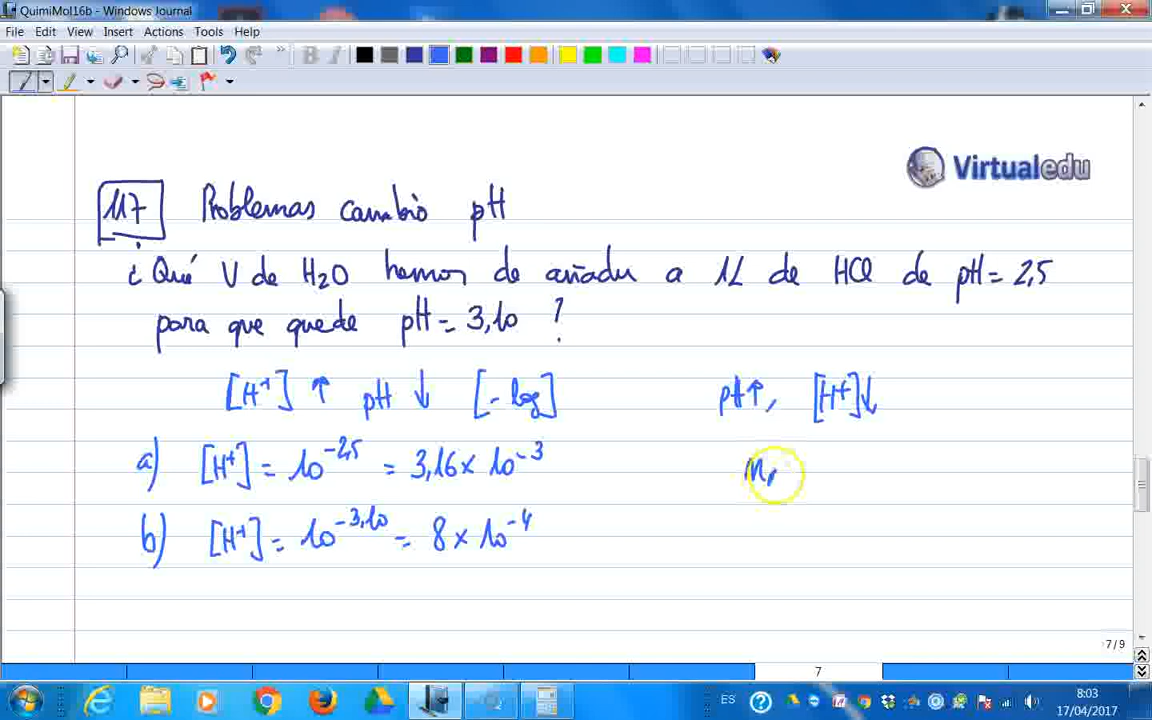 QuimiMol16b - Windows Journal
File Edit View Insert Actions Tools Help
Virtualedu
117 Problemas cambio pH
¿Qué V de H2O hemos de añadir a 1L de HCl de pH = 2,5
para que quede pH = 3,10 ?
[H+] ↑ pH ↓ [- log] pH ↑, [H+] ↓
a) [H+] = 10^-2,5 = 3,16 x 10^-3
b) [H+] = 10^-3,10 = 8 x 10^-4
7 / 9
7
ES
8:03
17/04/2017